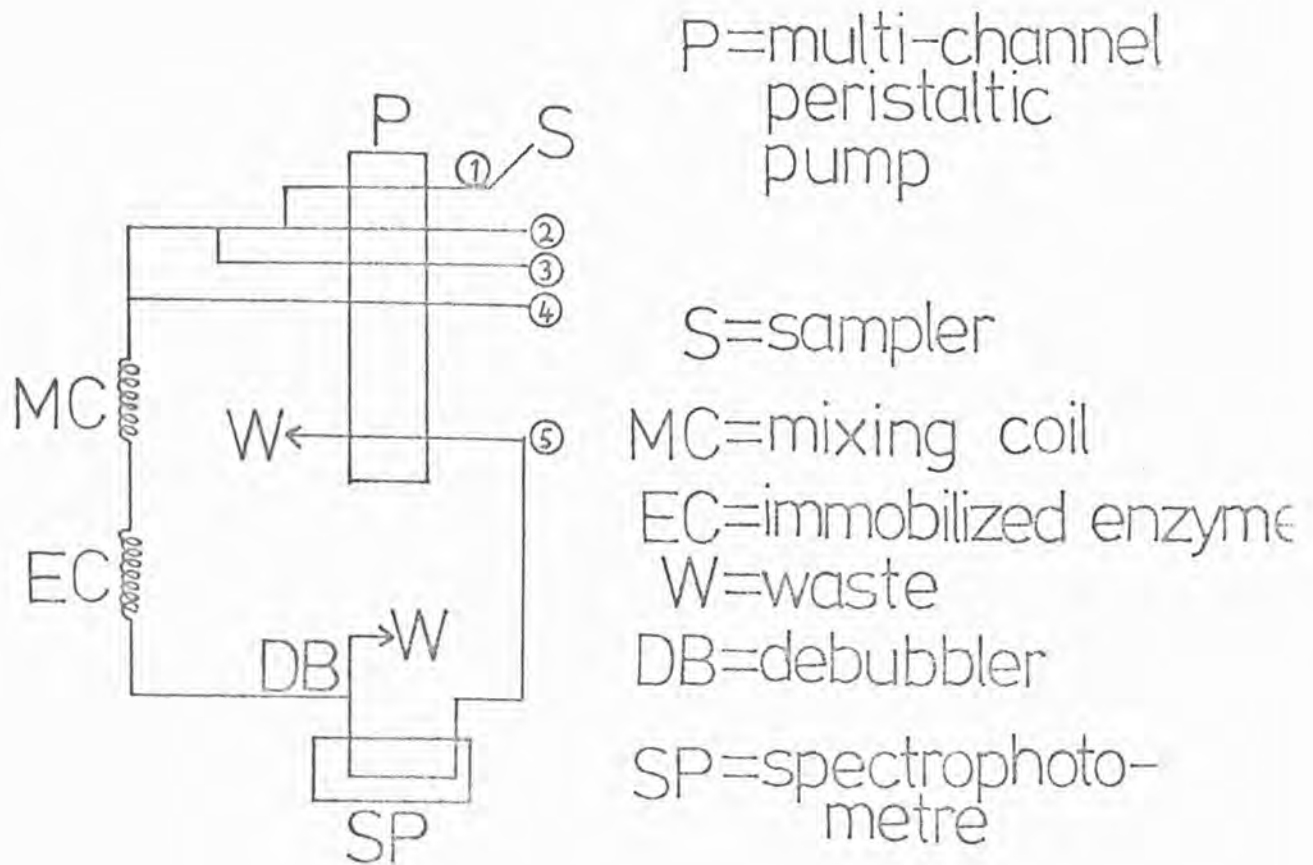 P
S
①
②
③
④
⑤
MC
W
EC
DB
W
SP
P=multi-channel
peristaltic
pump
S=sampler
MC=mixing coil
EC=immobilized enzyme
W=waste
DB=debubbler
SP=spectrophoto-
metre